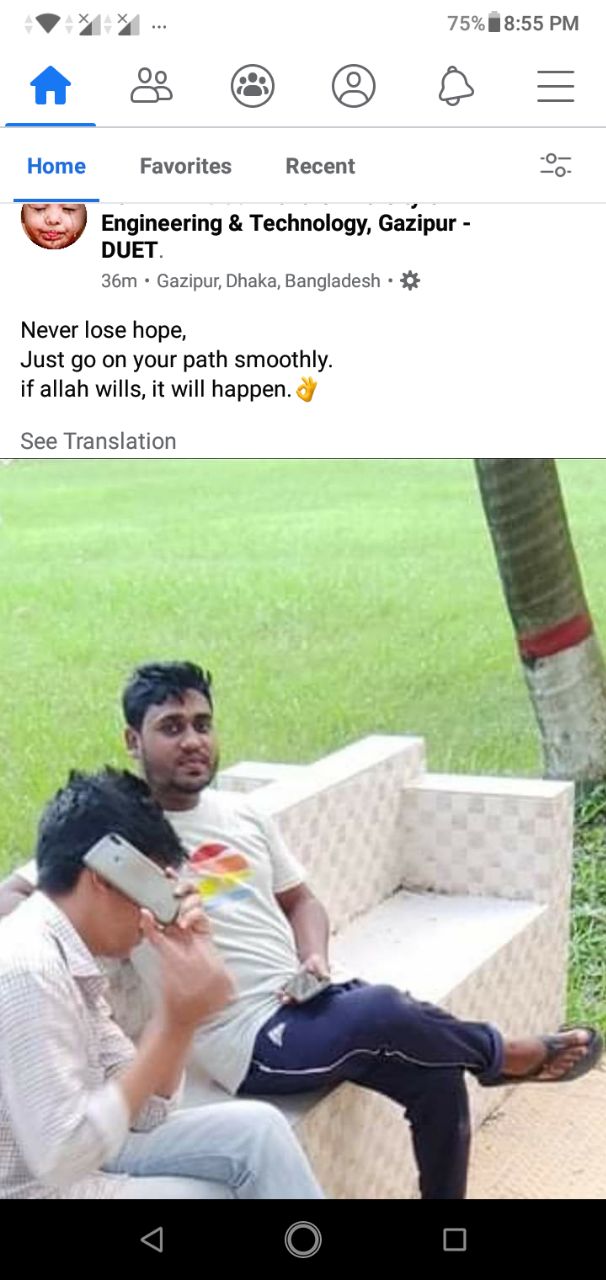 75% 8:55 PM
Home Favorites Recent
Engineering & Technology, Gazipur -
DUET.
36m • Gazipur, Dhaka, Bangladesh •
Never lose hope,
Just go on your path smoothly.
if allah wills, it will happen.👌
See Translation